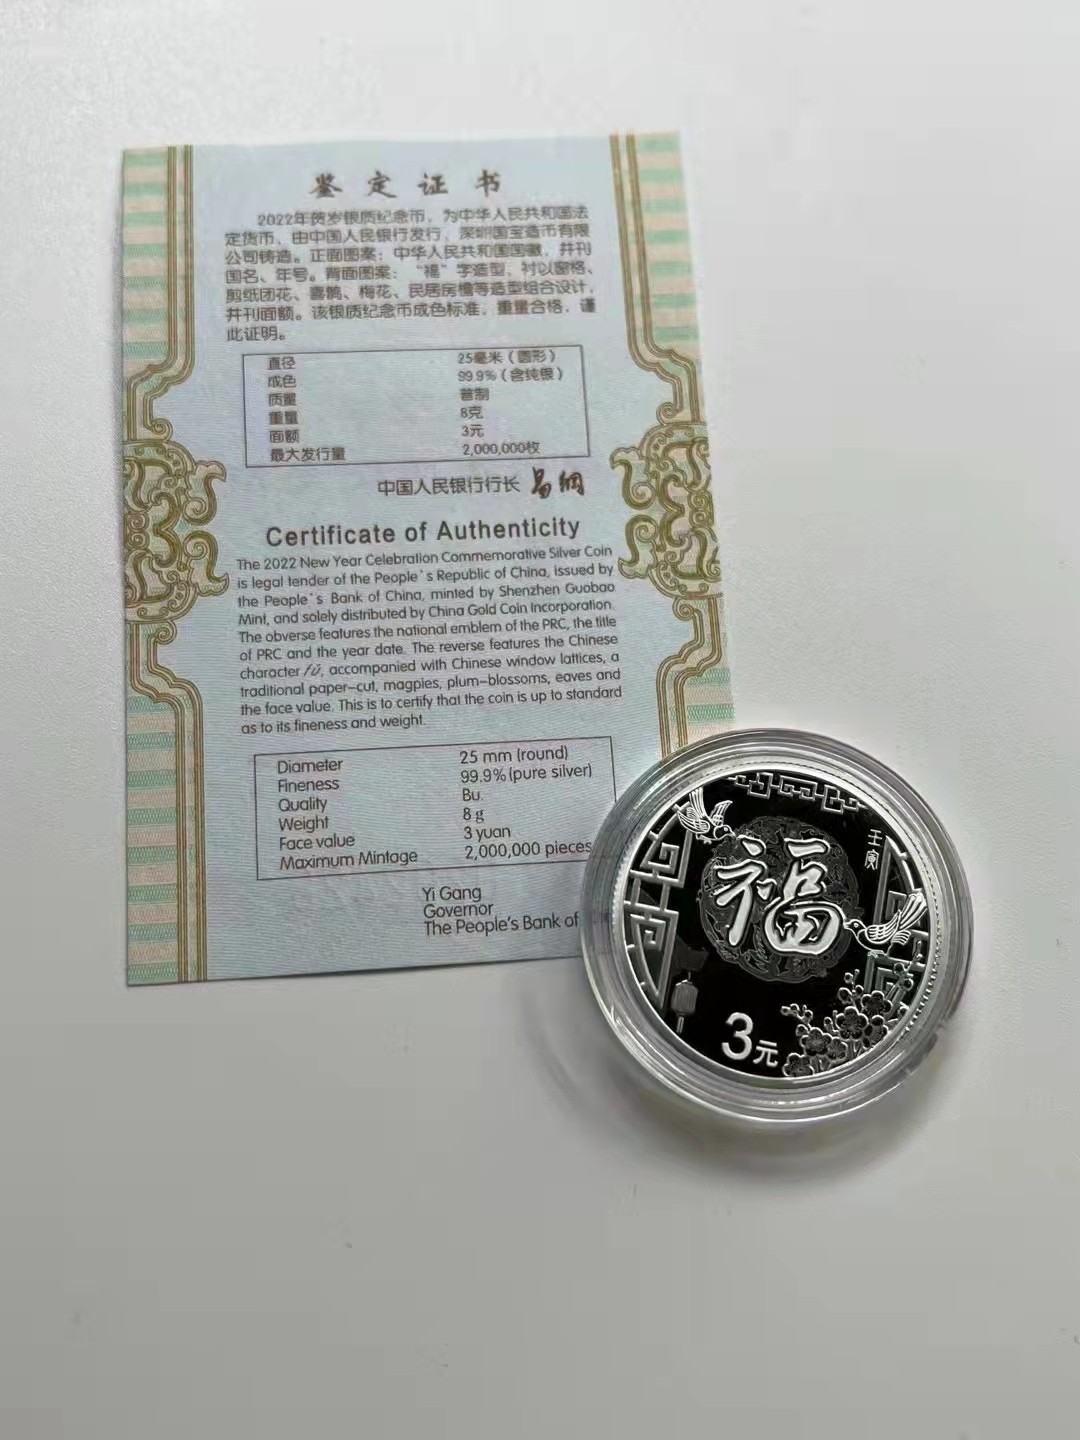 鉴定证书
2022年贺岁银质纪念币，为中华人民共和国法
定货币，由中国人民银行发行，深圳国宝造币有限
公司铸造。正面图案：中华人民共和国国徽，并刊
国名、年号。背面图案：“福”字造型，衬以窗格、
剪纸团花、喜鹊、梅花、民居房檐等造型组合设计，
并刊面额。该银质纪念币成色标准，重量合格，谨
此证明。
直径 25毫米（圆形）
成色 99.9%（含纯银）
质量 普制
重量 8克
面额 3元
最大发行量 2,000,000枚
中国人民银行行长 易纲
Certificate of Authenticity
The 2022 New Year Celebration Commemorative Silver Coin
is legal tender of the People's Republic of China, issued by
the People's Bank of China, minted by Shenzhen Guobao
Mint, and solely distributed by China Gold Coin Incorporation.
The obverse features the national emblem of the PRC, the title
of PRC and the year date. The reverse features the Chinese
character fú, accompanied with Chinese window lattices, a
traditional paper-cut, magpies, plum-blossoms, eaves and
the face value. This is to certify that the coin is up to standard
as to its fineness and weight.
Diameter 25 mm (round)
Fineness 99.9% (pure silver)
Quality Bu.
Weight 8 g
Face value 3 yuan
Maximum Mintage 2,000,000 pieces
Yi Gang
Governor
The People's Bank of
福
壬寅
3元